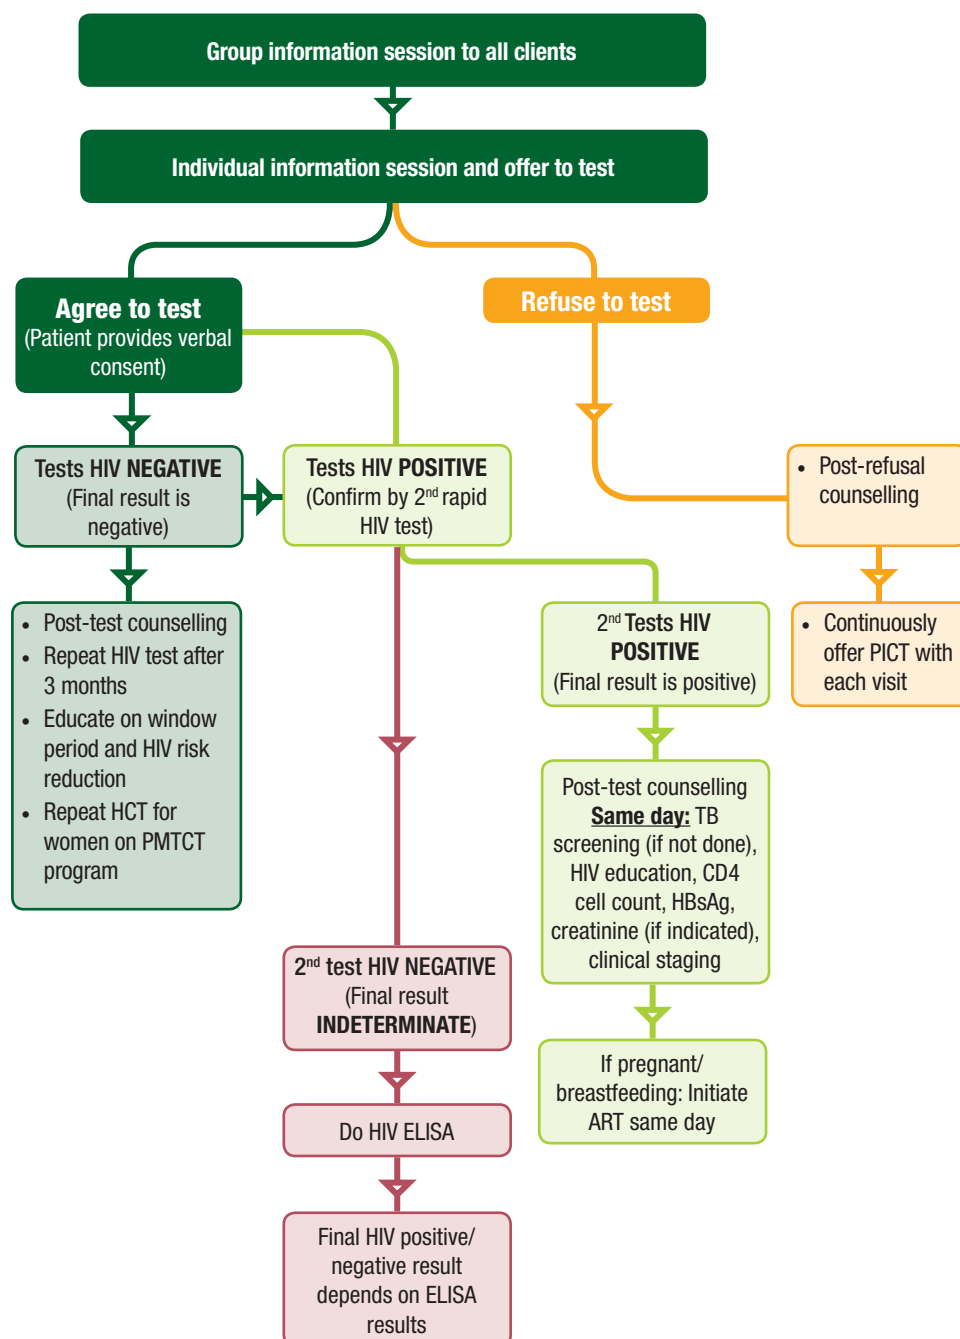 Group information session to all clients
Individual information session and offer to test
Agree to test
(Patient provides verbal
consent)
Refuse to test
Tests HIV NEGATIVE
(Final result is
negative)
Tests HIV POSITIVE
(Confirm by 2nd rapid
HIV test)
• Post-refusal
counselling
• Post-test counselling
• Repeat HIV test after
3 months
• Educate on window
period and HIV risk
reduction
• Repeat HCT for
women on PMTCT
program
2nd Tests HIV
POSITIVE
(Final result is positive)
• Continuously
offer PICT with
each visit
Post-test counselling
Same day: TB
screening (if not done),
HIV education, CD4
cell count, HBsAg,
creatinine (if indicated),
clinical staging
2nd test HIV NEGATIVE
(Final result
INDETERMINATE)
If pregnant/
breastfeeding: Initiate
ART same day
Do HIV ELISA
Final HIV positive/
negative result
depends on ELISA
results